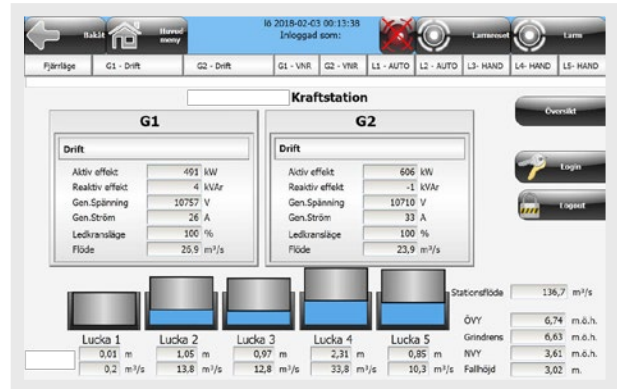 Bakåt
Huvud meny
lö 2018-02-03 00:13:38
Inloggad som:
Larmreset
Larm
Fjärrläge
G1 - Drift
G2 - Drift
G1 - VNR
G2 - VNR
L1 - AUTO
L2 - AUTO
L3- HAND
L4- HAND
L5- HAND
Kraftstation
Översikt
Login
Logout
G1
Drift
Aktiv effekt 491 kW
Reaktiv effekt 4 kVAr
Gen.Spänning 10757 V
Gen.Ström 26 A
Ledkransläge 100 %
Flöde 26,9 m³/s
G2
Drift
Aktiv effekt 606 kW
Reaktiv effekt -1 kVAr
Gen.Spänning 10710 V
Gen.Ström 33 A
Ledkransläge 100 %
Flöde 23,9 m³/s
Lucka 1
0,01 m
0,2 m³/s
Lucka 2
1,05 m
13,8 m³/s
Lucka 3
0,97 m
12,8 m³/s
Lucka 4
2,31 m
33,8 m³/s
Lucka 5
0,85 m
10,3 m³/s
Stationsflöde 136,7 m³/s
ÖVY 6,74 m.ö.h.
Grindrens 6,63 m.ö.h.
NVY 3,61 m.ö.h.
Fallhöjd 3,02 m.